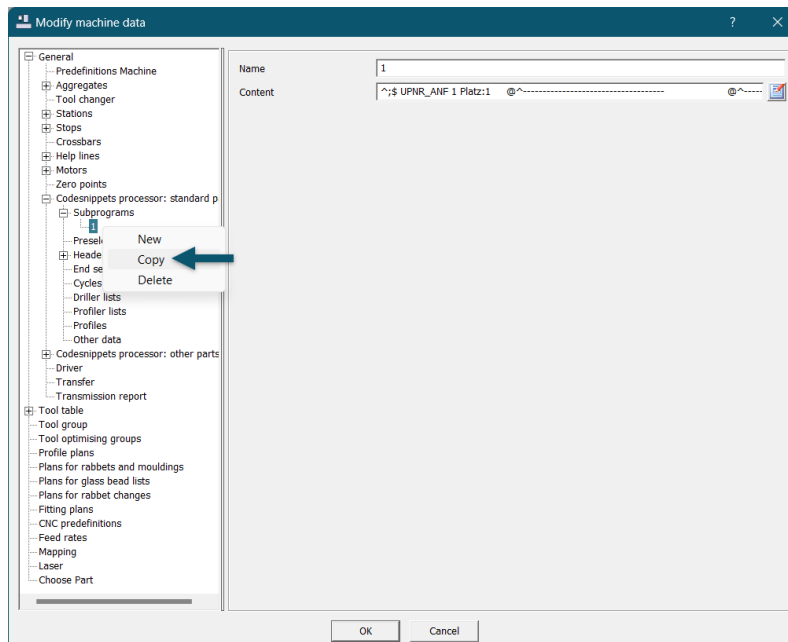 Modify machine data
?
General
Predefinitions Machine
Aggregates
Tool changer
Stations
Stops
Crossbars
Help lines
Motors
Zero points
Codesnippets processor: standard p
Subprograms
1
Presel
Heade
End se
Cycles
Driller lists
Profiler lists
Profiles
Other data
Codesnippets processor: other parts
Driver
Transfer
Transmission report
Tool table
Tool group
Tool optimising groups
Profile plans
Plans for rabbets and mouldings
Plans for glass bead lists
Plans for rabbet changes
Fitting plans
CNC predefinitions
Feed rates
Mapping
Laser
Choose Part
New
Copy
Delete
Name 1
Content ^;$ UPNR_ANF 1 Platz:1 @^------------------------------------ @^-----
OK Cancel